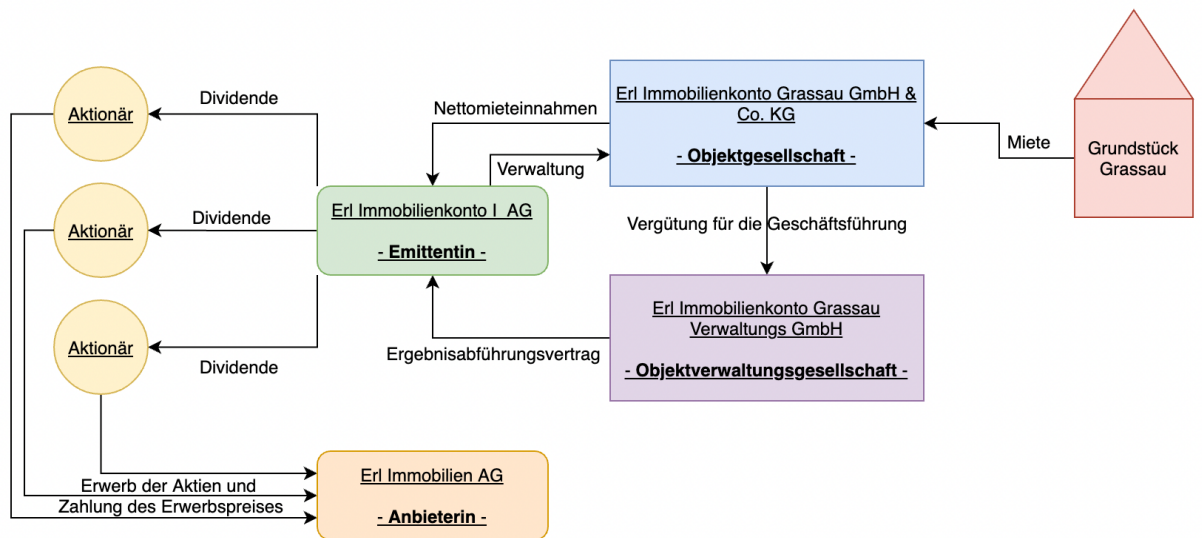 Aktionär
Dividende
Aktionär
Dividende
Aktionär
Dividende
Erl Immobilienkonto I AG
- Emittentin -
Nettomieteinnahmen
Verwaltung
Erl Immobilienkonto Grassau GmbH &
Co. KG
- Objektgesellschaft -
Miete
Grundstück
Grassau
Vergütung für die Geschäftsführung
Erl Immobilienkonto Grassau
Verwaltungs GmbH
- Objektverwaltungsgesellschaft -
Ergebnisabführungsvertrag
Erwerb der Aktien und
Zahlung des Erwerbspreises
Erl Immobilien AG
- Anbieterin -